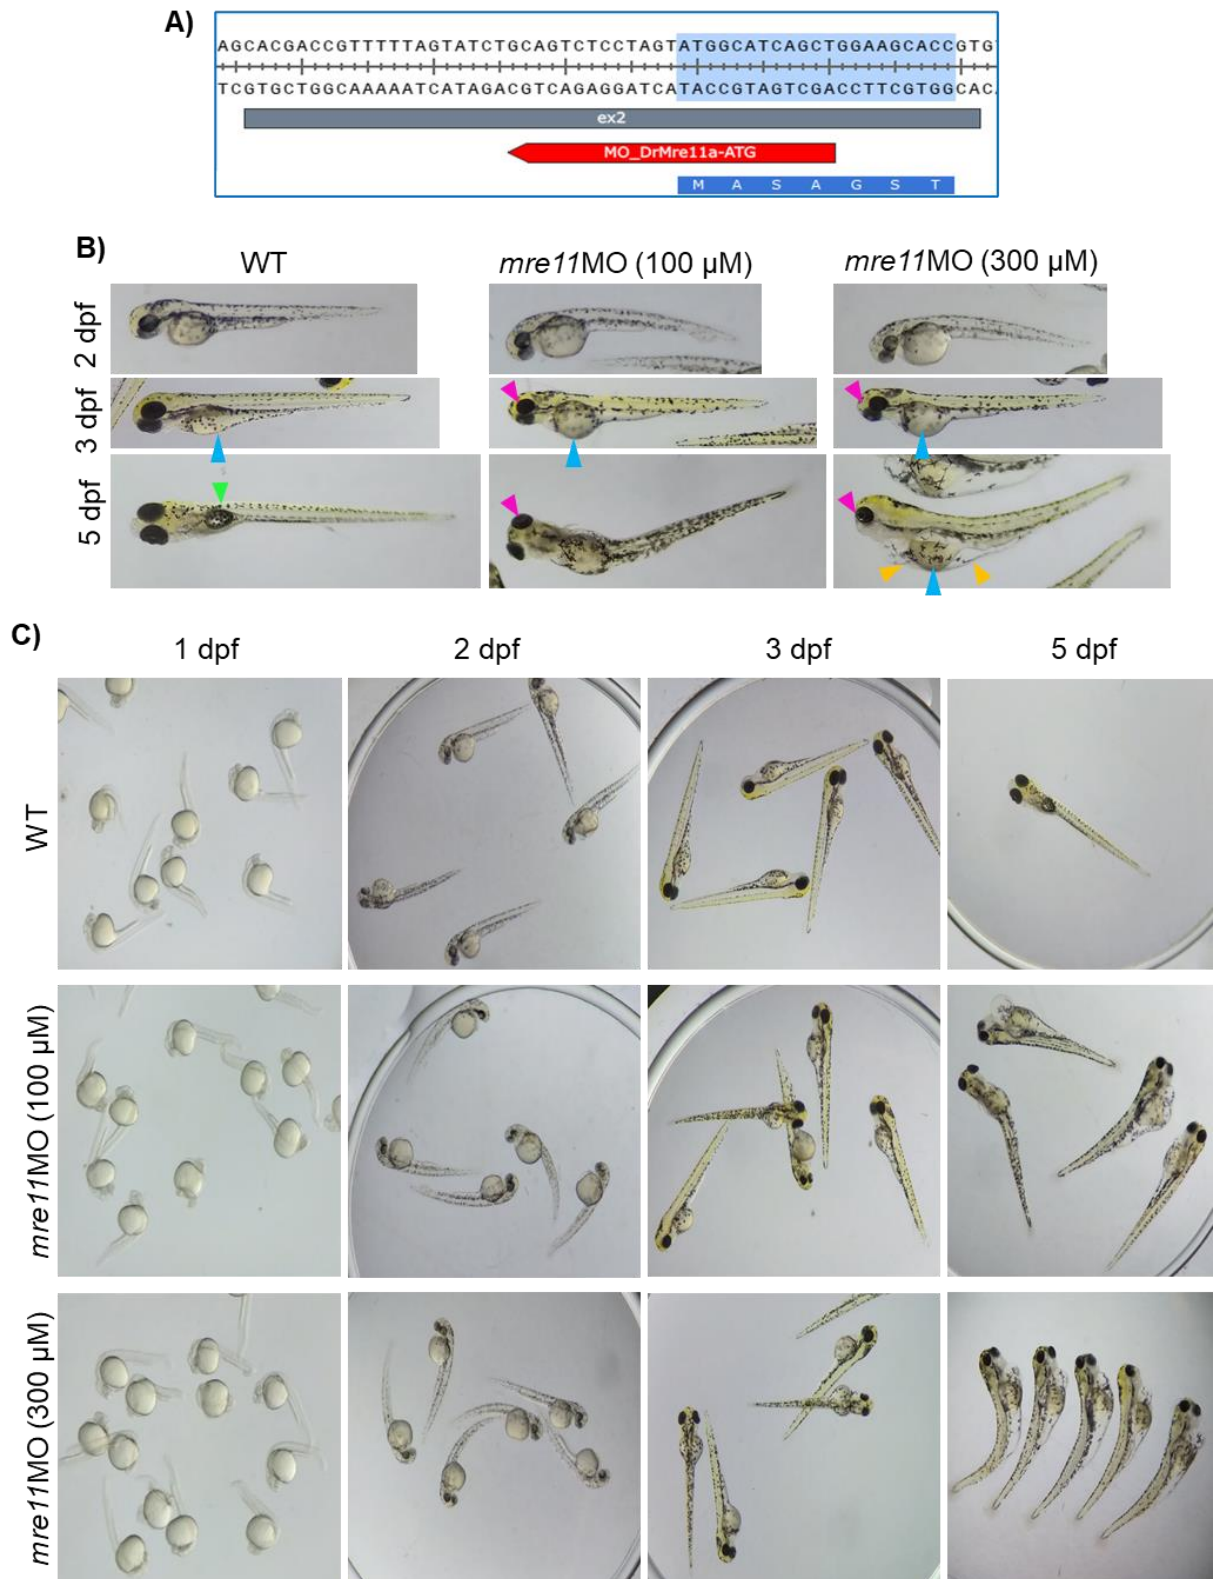 A)
AGCACGACCGTTTTTAGTATCTGCAGTCTCCTAGTATGGCATCAGCTGGAAGCACCGTG
TCGTGCTGGCAAAAATCATAGACGTCAGAGGATCATACCGTAGTCGACCTTCGTGGCAC
ex2
MO_DrMre11a-ATG
M A S A G S T
B)
WT mre11MO (100 µM) mre11MO (300 µM)
2 dpf
3 dpf
5 dpf
C)
1 dpf 2 dpf 3 dpf 5 dpf
WT
mre11MO (100 µM)
mre11MO (300 µM)